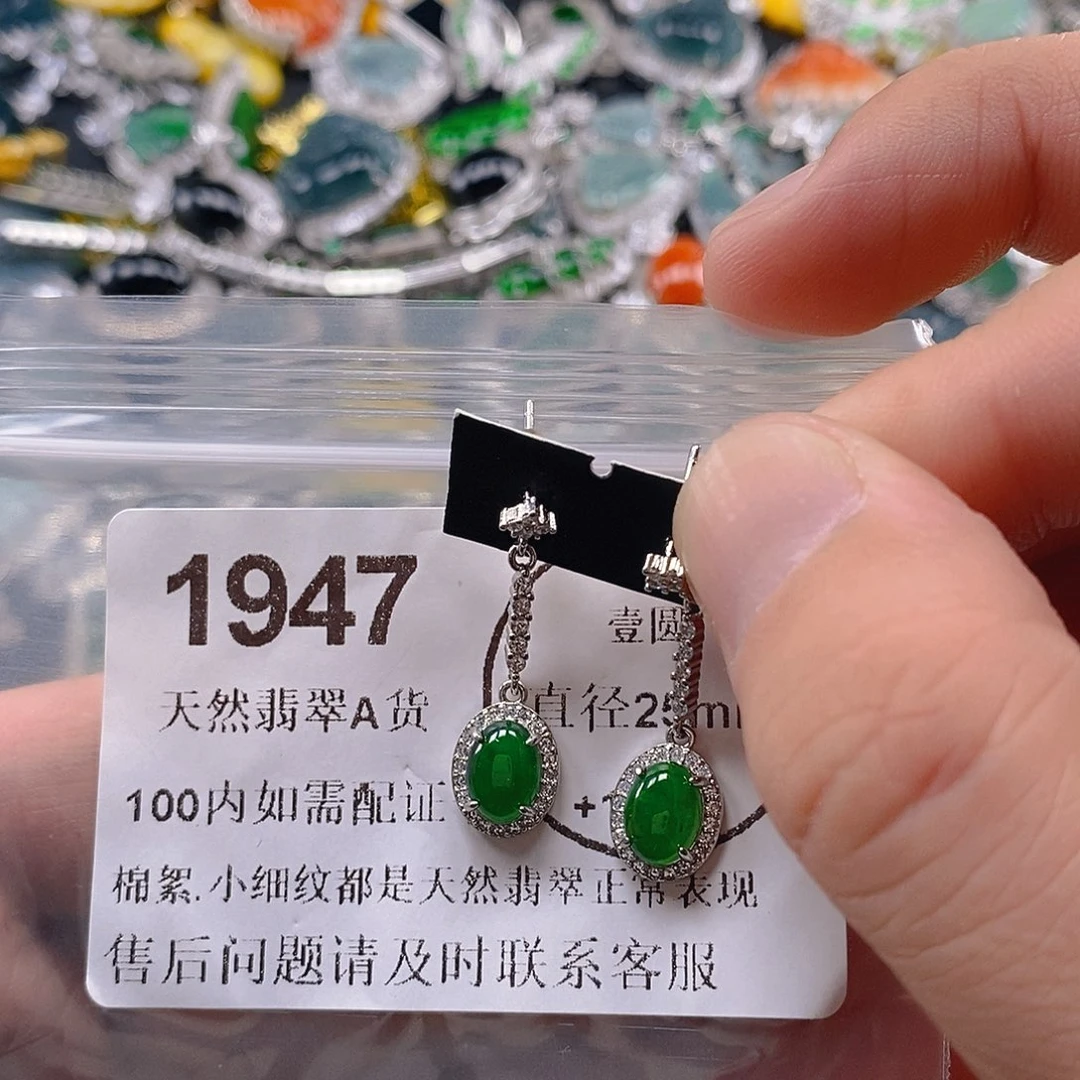 1947
壹圆
天然翡翠A货
直径25m
100内如需配证
+1
棉絮.小细纹都是天然翡翠正常表现
售后问题请及时联系客服